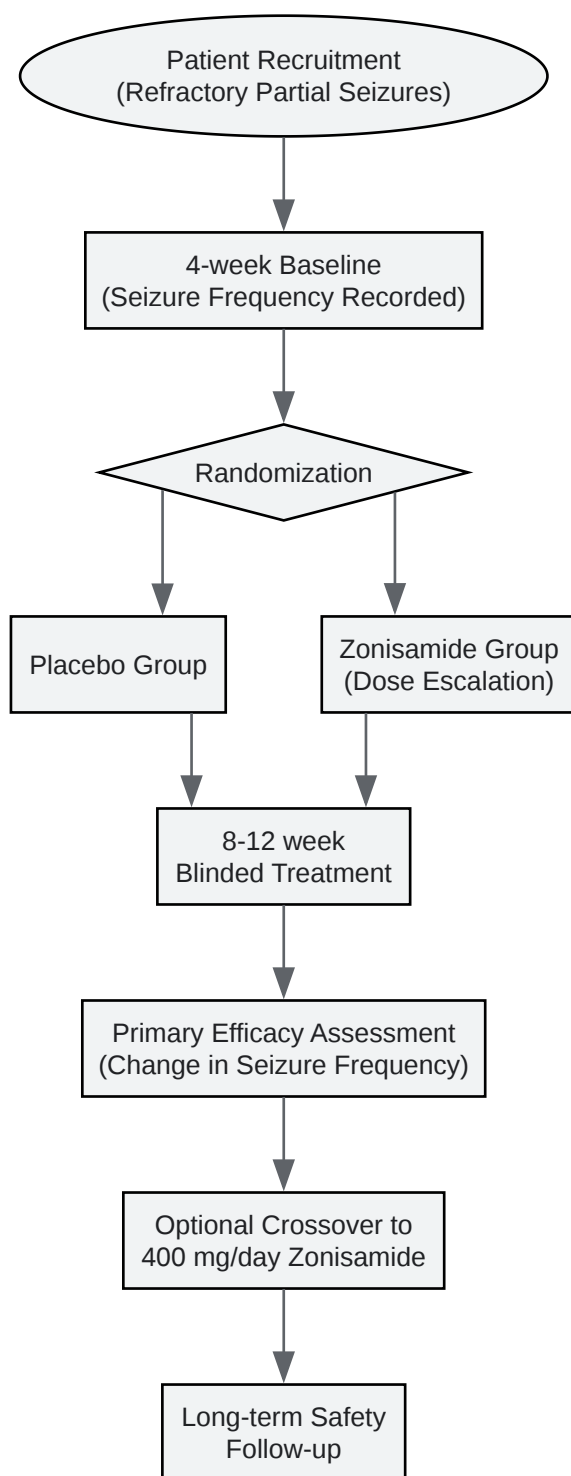 Patient Recruitment
(Refractory Partial Seizures)
4-week Baseline
(Seizure Frequency Recorded)
Randomization
Placebo Group
Zonisamide Group
(Dose Escalation)
8-12 week
Blinded Treatment
Primary Efficacy Assessment
(Change in Seizure Frequency)
Optional Crossover to
400 mg/day Zonisamide
Long-term Safety
Follow-up